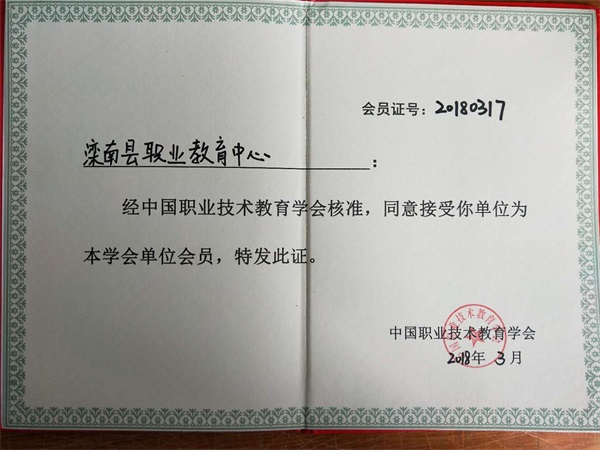 会员证号：20180317
滦南县职业教育中心：
经中国职业技术教育学会核准，同意接受你单位为
本学会单位会员，特发此证。
中国职业技术教育学会
2018年 3月